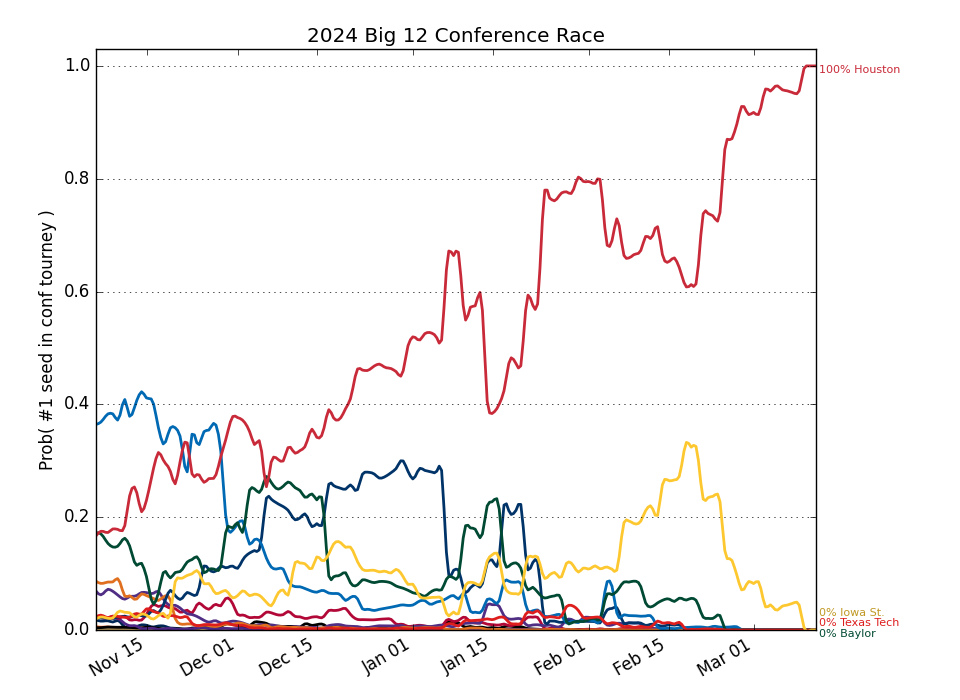 2024 Big 12 Conference Race
Prob( #1 seed in conf tourney )
1.0
0.8
0.6
0.4
0.2
0.0
100% Houston
0% Iowa St.
0% Texas Tech
0% Baylor
Nov 15
Dec 01
Dec 15
Jan 01
Jan 15
Feb 01
Feb 15
Mar 01